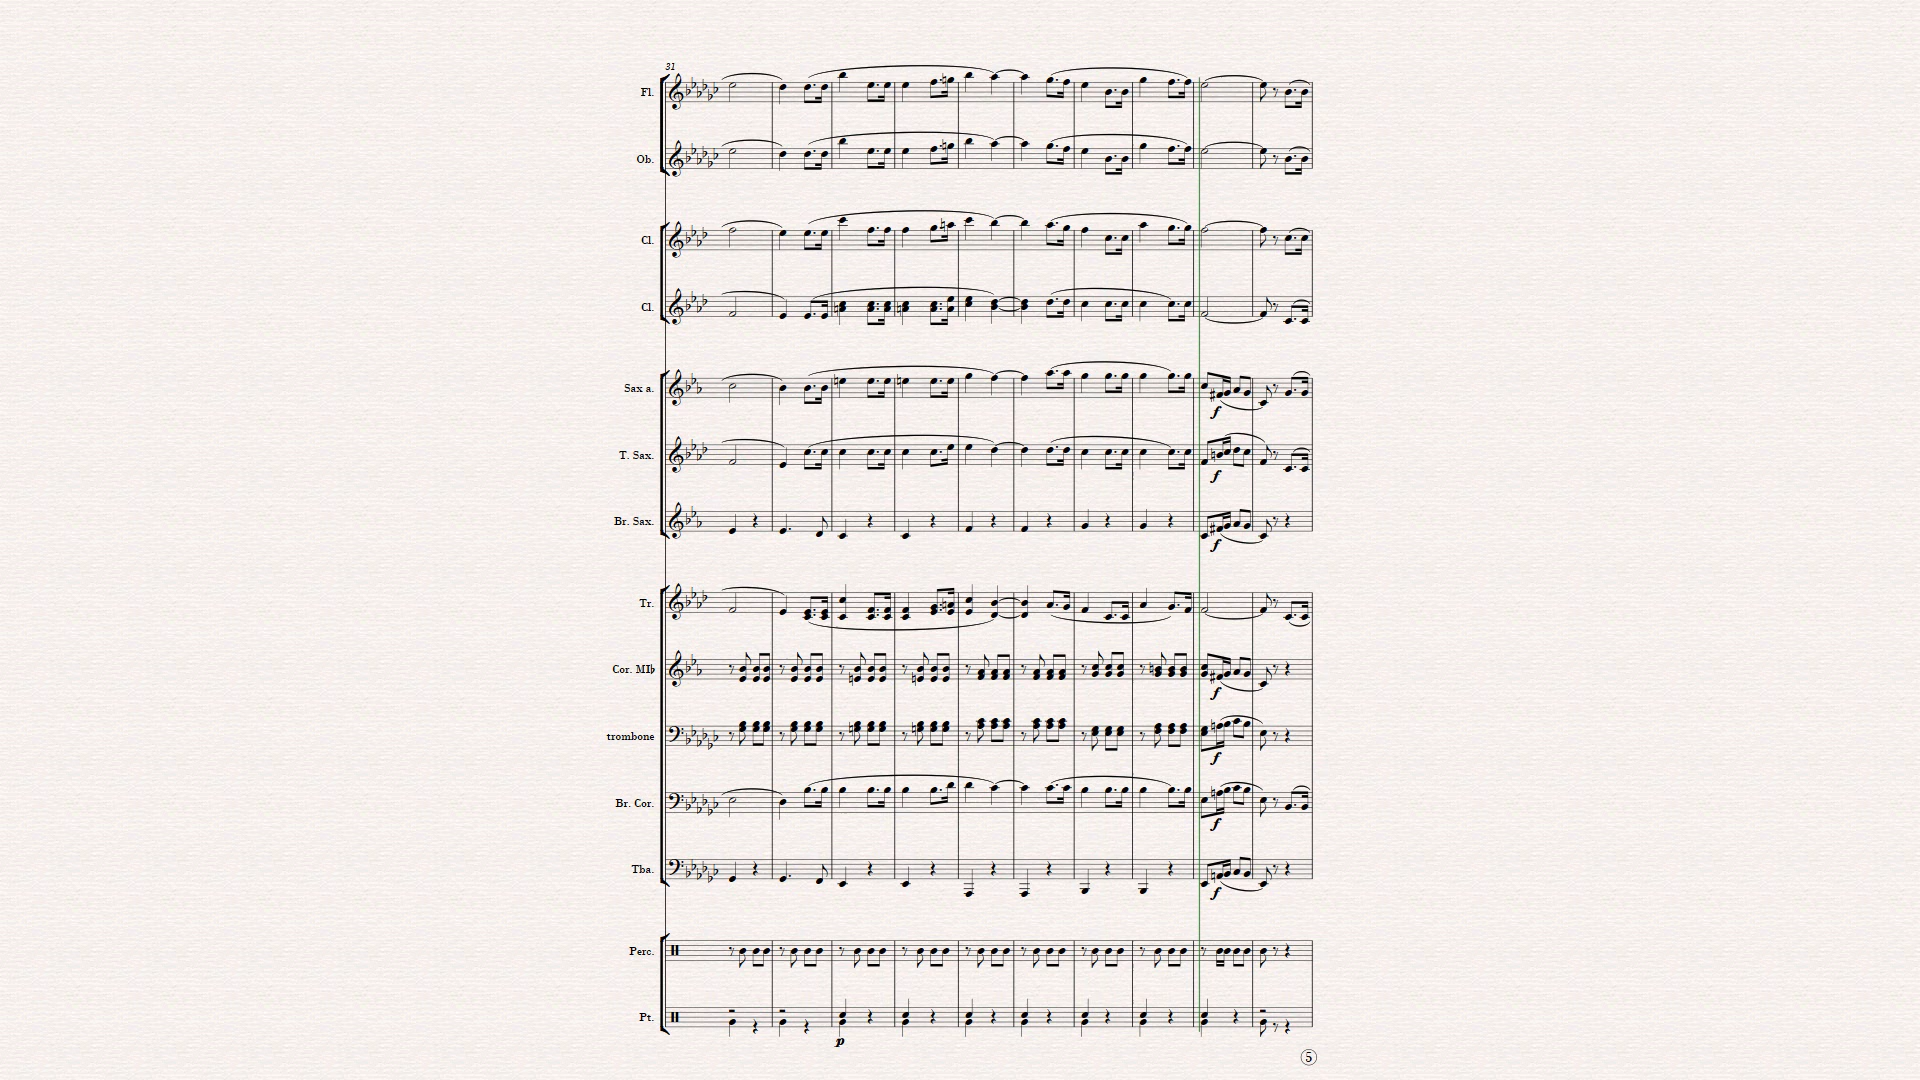 31
Fl.
Ob.
Cl.
Cl.
Sax a.
f
T. Sax.
f
Br. Sax.
f
Tr.
Cor. MI♭
f
trombone
f
Br. Cor.
f
Tba.
f
Perc.
Pt.
p
5